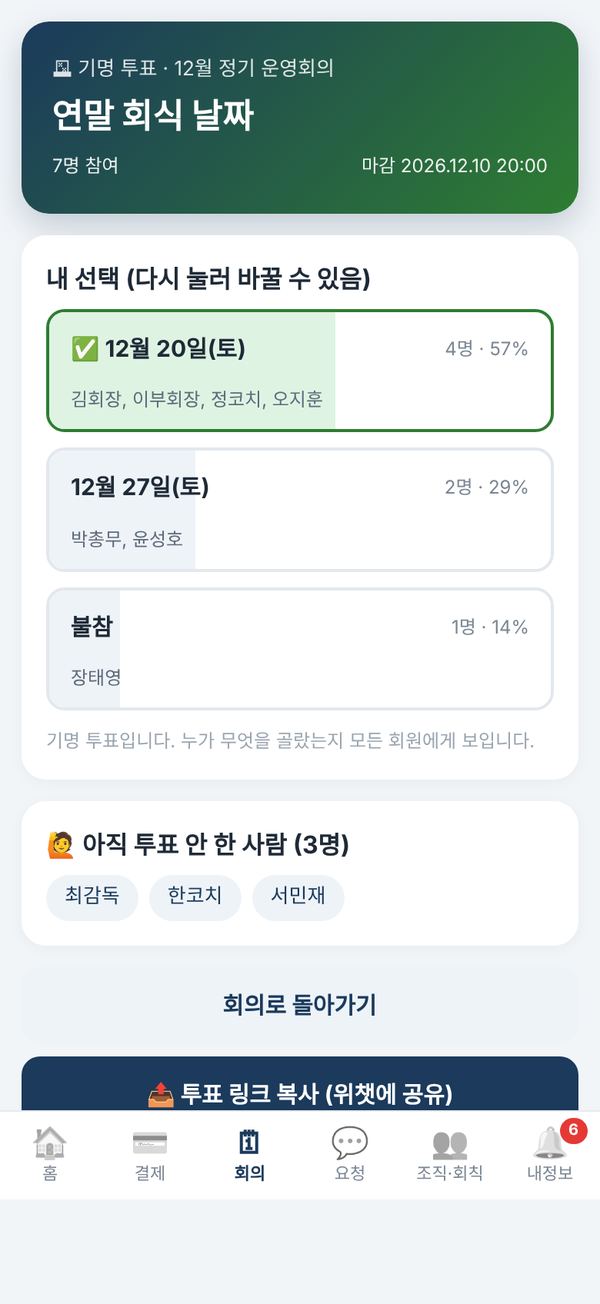 기명 투표 · 12월 정기 운영회의
연말 회식 날짜
7명 참여
마감 2026.12.10 20:00
내 선택 (다시 눌러 바꿀 수 있음)
✅ 12월 20일(토)
4명 · 57%
김회장, 이부회장, 정코치, 오지훈
12월 27일(토)
2명 · 29%
박총무, 윤성호
불참
1명 · 14%
장태영
기명 투표입니다. 누가 무엇을 골랐는지 모든 회원에게 보입니다.
🙋 아직 투표 안 한 사람 (3명)
최감독
한코치
서민재
회의로 돌아가기
📤 투표 링크 복사 (위챗에 공유)
6
홈
결제
회의
요청
조직·회칙
내정보